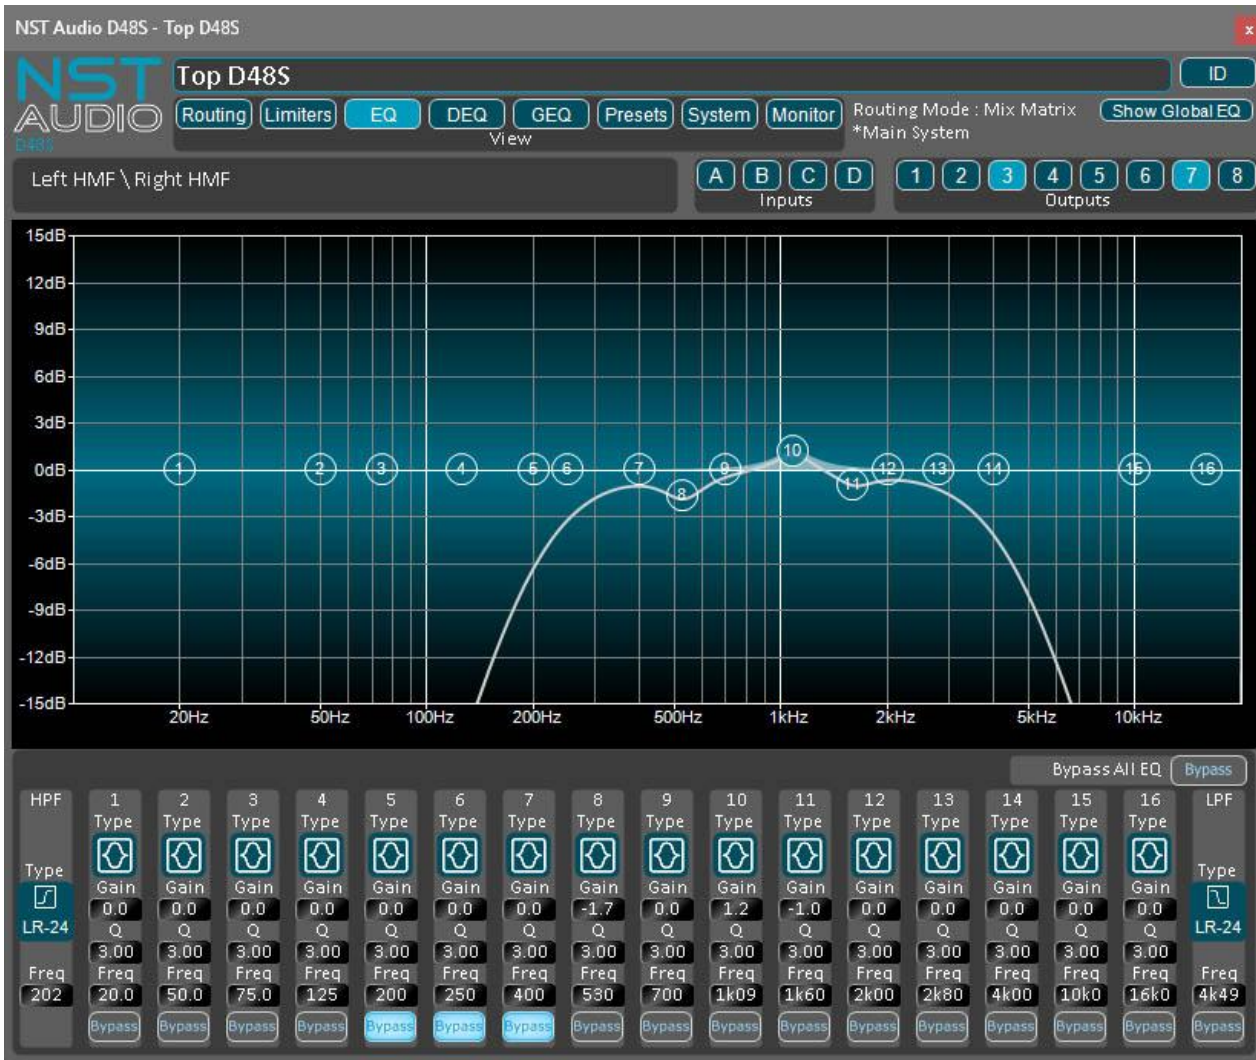 NST Audio D48S - Top D48S
x
NST
AUDIO
D48S
Top D48S
ID
Routing Limiters EQ DEQ GEQ Presets System Monitor
View
Routing Mode : Mix Matrix
*Main System
Show Global EQ
Left HMF \ Right HMF
A B C D
Inputs
1 2 3 4 5 6 7 8
Outputs
15dB
12dB
9dB
6dB
3dB
0dB
-3dB
-6dB
-9dB
-12dB
-15dB
1 2 3 4 5 6 7 8 9 10 11 12 13 14 15 16
20Hz 50Hz 100Hz 200Hz 500Hz 1kHz 2kHz 5kHz 10kHz
Bypass All EQ Bypass
HPF 1 2 3 4 5 6 7 8 9 10 11 12 13 14 15 16 LPF
Type Type Type Type Type Type Type Type Type Type Type Type Type Type Type Type
Type Type
Gain Gain Gain Gain Gain Gain Gain Gain Gain Gain Gain Gain Gain Gain Gain Gain
0.0 0.0 0.0 0.0 0.0 0.0 0.0 -1.7 0.0 1.2 -1.0 0.0 0.0 0.0 0.0 0.0
LR-24 Q Q Q Q Q Q Q Q Q Q Q Q Q Q Q Q LR-24
3.00 3.00 3.00 3.00 3.00 3.00 3.00 3.00 3.00 3.00 3.00 3.00 3.00 3.00 3.00 3.00
Freq Freq Freq Freq Freq Freq Freq Freq Freq Freq Freq Freq Freq Freq Freq Freq Freq Freq
202 20.0 50.0 75.0 125 200 250 400 530 700 1k09 1k60 2k00 2k80 4k00 10k0 16k0 4k49
Bypass Bypass Bypass Bypass Bypass Bypass Bypass Bypass Bypass Bypass Bypass Bypass Bypass Bypass Bypass Bypass Bypass